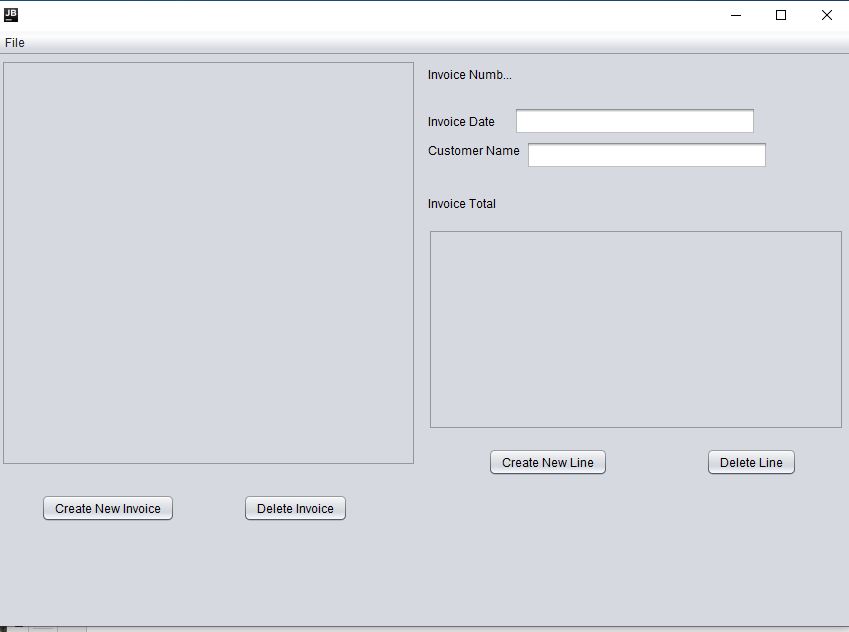 JB
File
Invoice Numb...
Invoice Date
Customer Name
Invoice Total
Create New Line
Delete Line
Create New Invoice
Delete Invoice